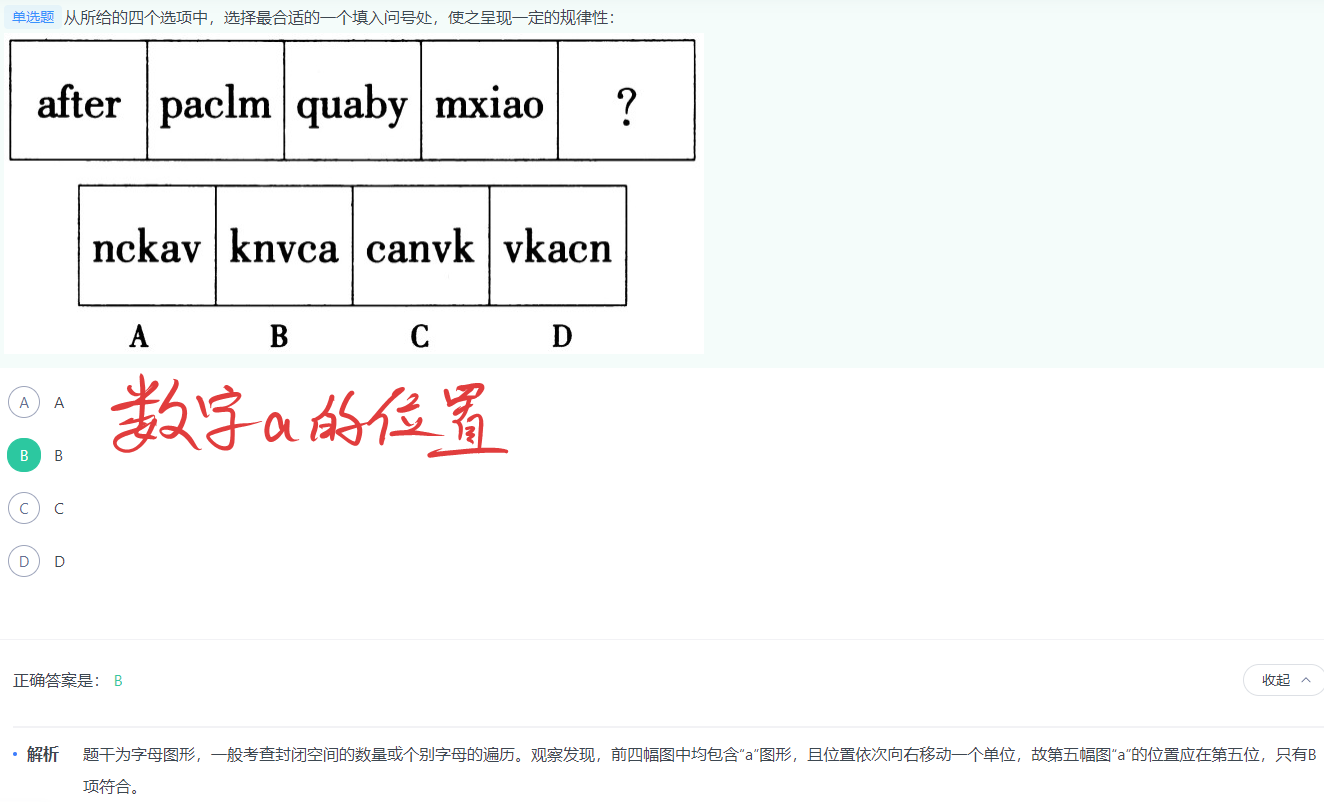 单选题 从所给的四个选项中，选择最合适的一个填入问号处，使之呈现一定的规律性：
after paclm quaby mxiao ?
nckav knvca canvk vkacn
A B C D
A A
数字a的位置
B B
C C
D D
正确答案是： B
收起
• 解析 题干为字母图形，一般考查封闭空间的数量或个别字母的遍历。观察发现，前四幅图中均包含“a”图形，且位置依次向右移动一个单位，故第五幅图“a”的位置应在第五位，只有B
项符合。